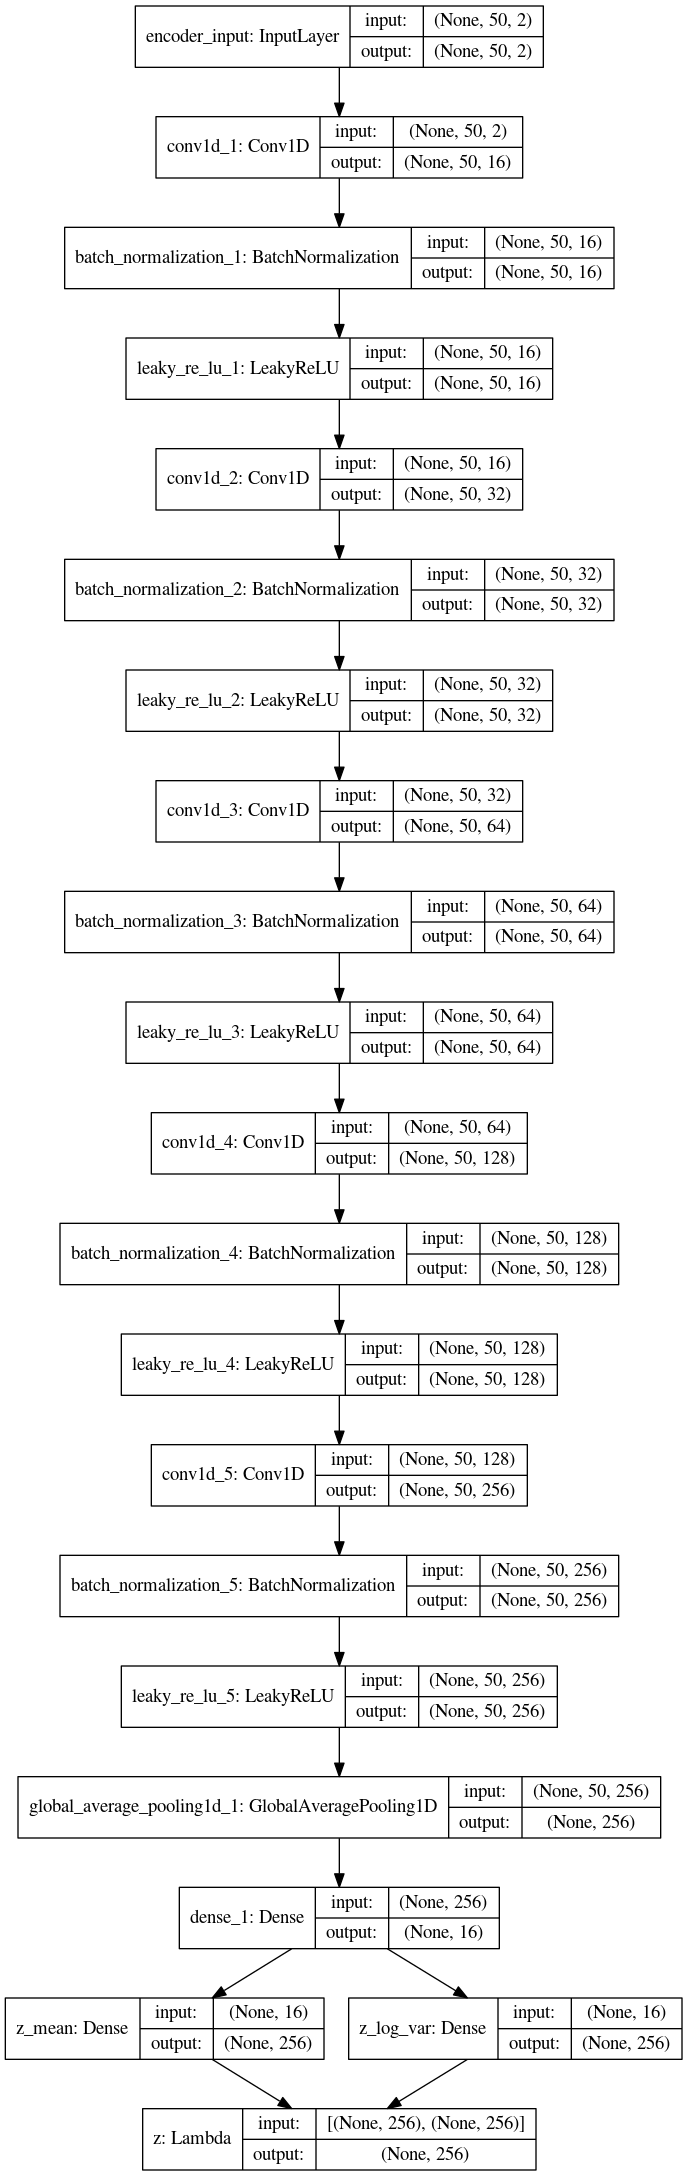 encoder_input: InputLayer input: (None, 50, 2)
output: (None, 50, 2)
conv1d_1: Conv1D input: (None, 50, 2)
output: (None, 50, 16)
batch_normalization_1: BatchNormalization input: (None, 50, 16)
output: (None, 50, 16)
leaky_re_lu_1: LeakyReLU input: (None, 50, 16)
output: (None, 50, 16)
conv1d_2: Conv1D input: (None, 50, 16)
output: (None, 50, 32)
batch_normalization_2: BatchNormalization input: (None, 50, 32)
output: (None, 50, 32)
leaky_re_lu_2: LeakyReLU input: (None, 50, 32)
output: (None, 50, 32)
conv1d_3: Conv1D input: (None, 50, 32)
output: (None, 50, 64)
batch_normalization_3: BatchNormalization input: (None, 50, 64)
output: (None, 50, 64)
leaky_re_lu_3: LeakyReLU input: (None, 50, 64)
output: (None, 50, 64)
conv1d_4: Conv1D input: (None, 50, 64)
output: (None, 50, 128)
batch_normalization_4: BatchNormalization input: (None, 50, 128)
output: (None, 50, 128)
leaky_re_lu_4: LeakyReLU input: (None, 50, 128)
output: (None, 50, 128)
conv1d_5: Conv1D input: (None, 50, 128)
output: (None, 50, 256)
batch_normalization_5: BatchNormalization input: (None, 50, 256)
output: (None, 50, 256)
leaky_re_lu_5: LeakyReLU input: (None, 50, 256)
output: (None, 50, 256)
global_average_pooling1d_1: GlobalAveragePooling1D input: (None, 50, 256)
output: (None, 256)
dense_1: Dense input: (None, 256)
output: (None, 16)
z_mean: Dense input: (None, 16)
output: (None, 256)
z_log_var: Dense input: (None, 16)
output: (None, 256)
z: Lambda input: [(None, 256), (None, 256)]
output: (None, 256)